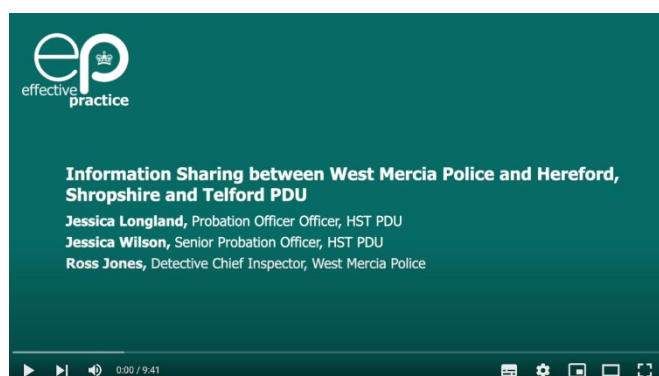 ep
effective
practice
Information Sharing between West Mercia Police and Hereford,
Shropshire and Telford PDU
Jessica Longland, Probation Officer Officer, HST PDU
Jessica Wilson, Senior Probation Officer, HST PDU
Ross Jones, Detective Chief Inspector, West Mercia Police
0:00 / 9:41